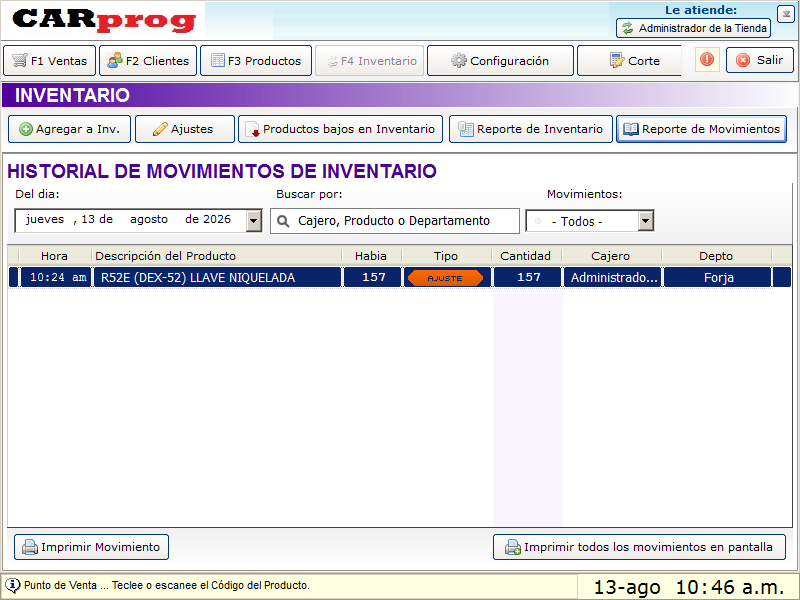 CARprog
Le atiende:
Administrador de la Tienda
F1 Ventas
F2 Clientes
F3 Productos
F4 Inventario
Configuración
Corte
Salir
INVENTARIO
Agregar a Inv.
Ajustes
Productos bajos en Inventario
Reporte de Inventario
Reporte de Movimientos
HISTORIAL DE MOVIMIENTOS DE INVENTARIO
Del dia: Buscar por: Movimientos:
jueves , 13 de agosto de 2026 Cajero, Producto o Departamento - Todos -
Hora Descripción del Producto Habia Tipo Cantidad Cajero Depto
10:24 am R52E (DEX-52) LLAVE NIQUELADA 157 AJUSTE 157 Administrado... Forja
Imprimir Movimiento
Imprimir todos los movimientos en pantalla
Punto de Venta ... Teclee o escanee el Código del Producto.
13-ago 10:46 a.m.